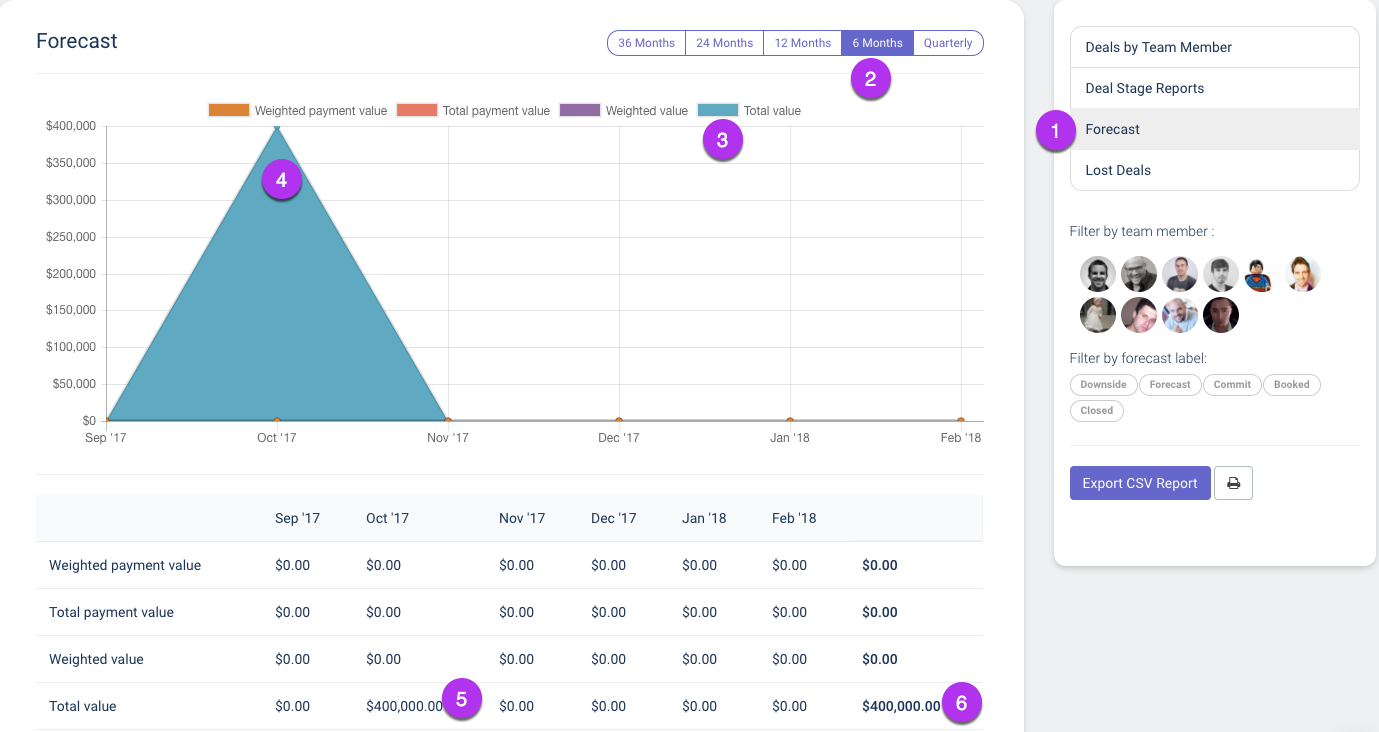 Forecast
36 Months 24 Months 12 Months 6 Months Quarterly
2
Weighted payment value Total payment value Weighted value Total value
3
$400,000
$350,000
$300,000
$250,000
$200,000
$150,000
$100,000
$50,000
$0
4
Sep '17 Oct '17 Nov '17 Dec '17 Jan '18 Feb '18
Sep '17 Oct '17 Nov '17 Dec '17 Jan '18 Feb '18
Weighted payment value $0.00 $0.00 $0.00 $0.00 $0.00 $0.00 $0.00
Total payment value $0.00 $0.00 $0.00 $0.00 $0.00 $0.00 $0.00
Weighted value $0.00 $0.00 $0.00 $0.00 $0.00 $0.00 $0.00
Total value $0.00 $400,000.00 5 $0.00 $0.00 $0.00 $0.00 $400,000.00 6
Deals by Team Member
Deal Stage Reports
1 Forecast
Lost Deals
Filter by team member :
Filter by forecast label:
Downside Forecast Commit Booked
Closed
Export CSV Report